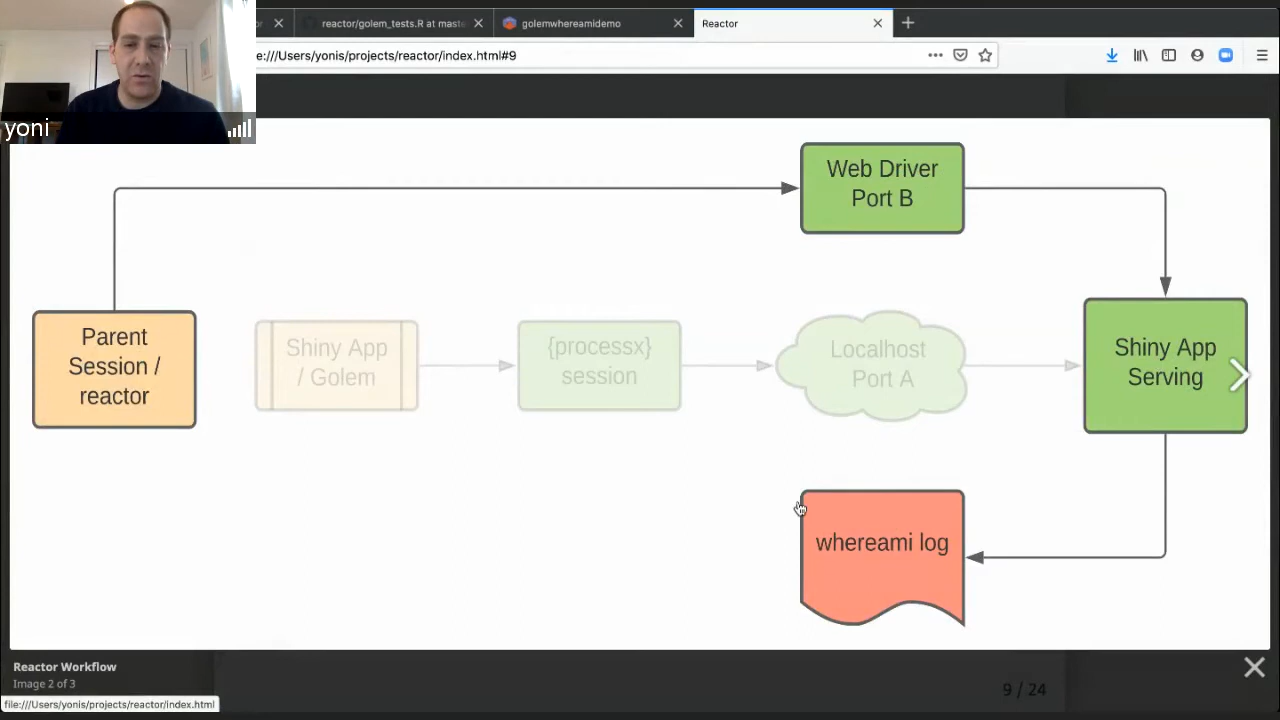 or
reactor/golem_tests.R at maste
golemwhereamidemo
Reactor
e:///Users/yonis/projects/reactor/index.html#9
yoni
Web Driver
Port B
Parent
Session /
reactor
Shiny App
/ Golem
{processx}
session
Localhost
Port A
Shiny App
Serving
whereami log
Reactor Workflow
Image 2 of 3
9 / 24
file:///Users/yonis/projects/reactor/index.html